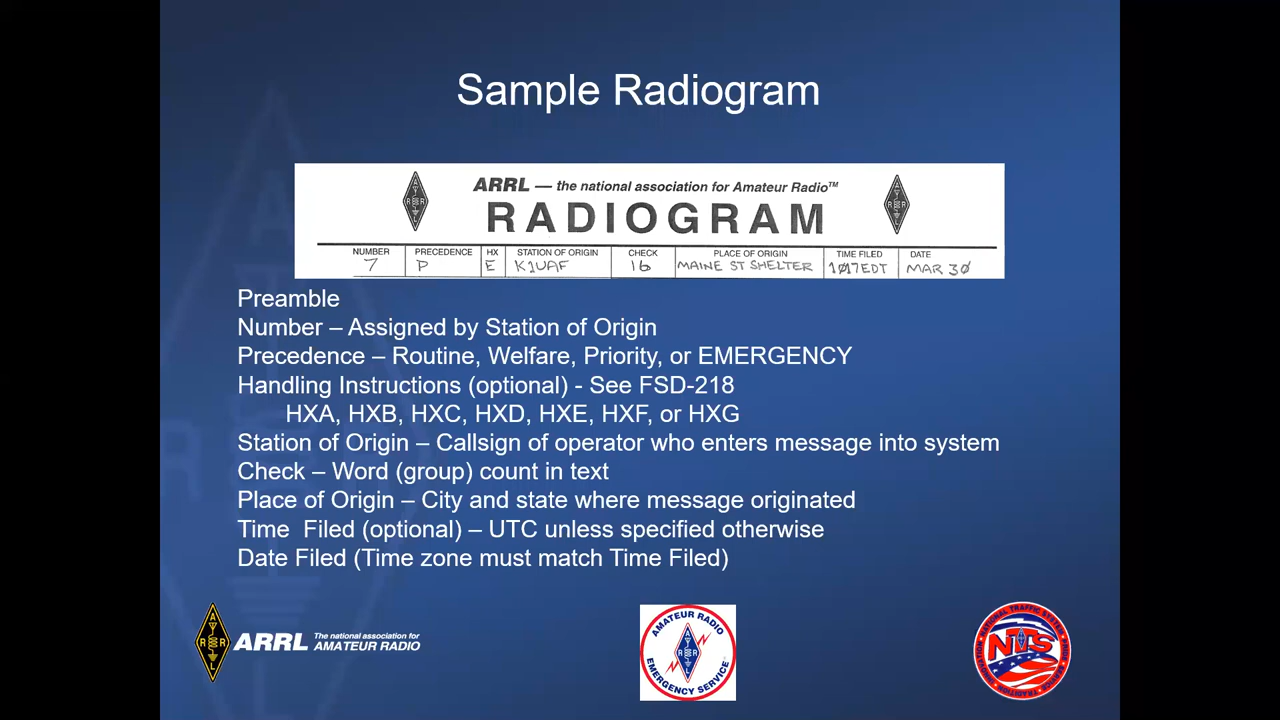 Sample Radiogram
ARRL — the national association for Amateur Radio™
RADIOGRAM
NUMBER PRECEDENCE HX STATION OF ORIGIN CHECK PLACE OF ORIGIN TIME FILED DATE
7 P E K1UAF 16 MAINE ST SHELTER 1017EDT MAR 30
Preamble
Number – Assigned by Station of Origin
Precedence – Routine, Welfare, Priority, or EMERGENCY
Handling Instructions (optional) - See FSD-218
HXA, HXB, HXC, HXD, HXE, HXF, or HXG
Station of Origin – Callsign of operator who enters message into system
Check – Word (group) count in text
Place of Origin – City and state where message originated
Time Filed (optional) – UTC unless specified otherwise
Date Filed (Time zone must match Time Filed)
ARRL The national association for
AMATEUR RADIO
AMATEUR RADIO
EMERGENCY SERVICE
NATIONAL TRAFFIC SYSTEM
NTS